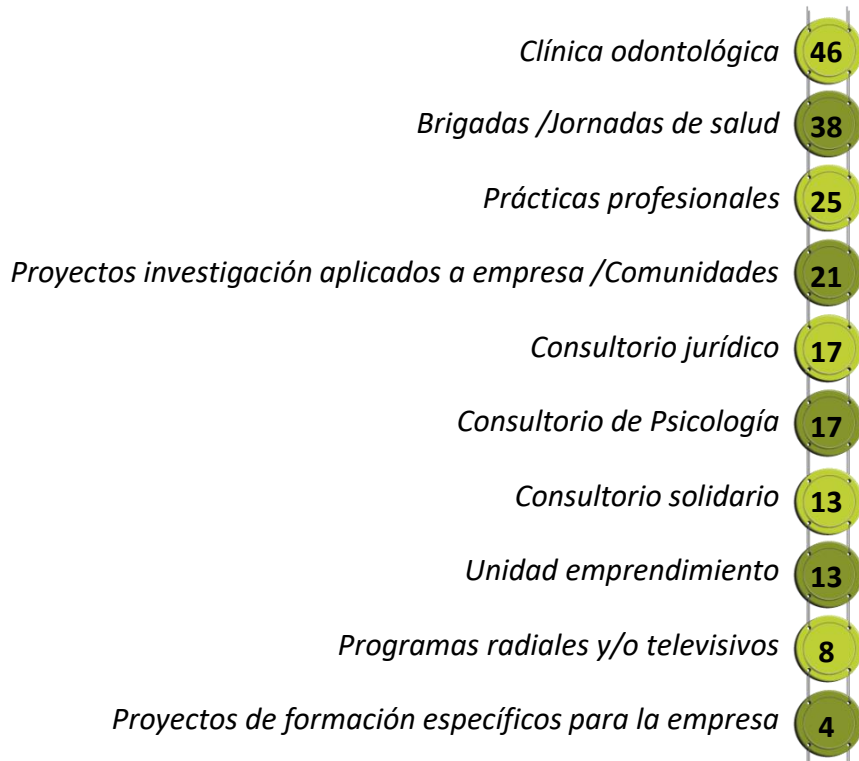 Clínica odontológica 46
Brigadas /Jornadas de salud 38
Prácticas profesionales 25
Proyectos investigación aplicados a empresa /Comunidades 21
Consultorio jurídico 17
Consultorio de Psicología 17
Consultorio solidario 13
Unidad emprendimiento 13
Programas radiales y/o televisivos 8
Proyectos de formación específicos para la empresa 4